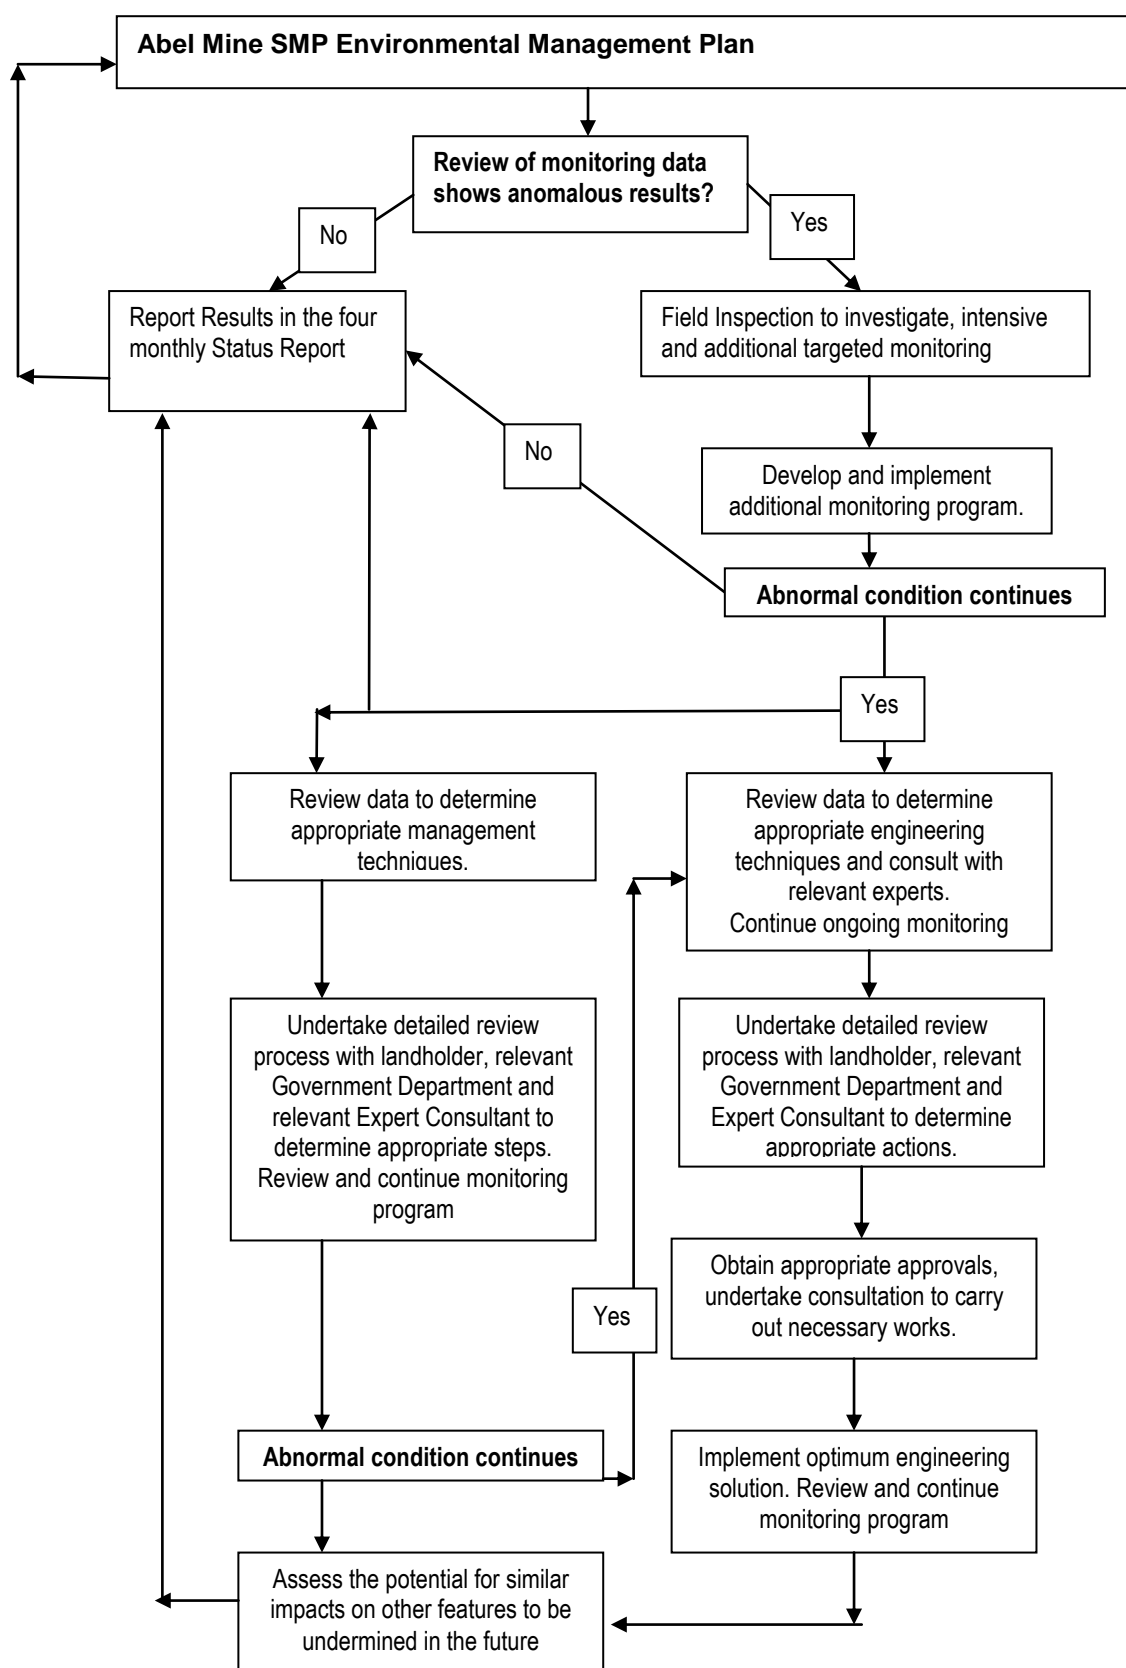 Abel Mine SMP Environmental Management Plan
Review of monitoring data
shows anomalous results?
No
Yes
Report Results in the four
monthly Status Report
Field Inspection to investigate, intensive
and additional targeted monitoring
No
Develop and implement
additional monitoring program.
Abnormal condition continues
Yes
Review data to determine
appropriate management
techniques.
Review data to determine
appropriate engineering
techniques and consult with
relevant experts.
Continue ongoing monitoring
Undertake detailed review
process with landholder, relevant
Government Department and
relevant Expert Consultant to
determine appropriate steps.
Review and continue monitoring
program
Undertake detailed review
process with landholder, relevant
Government Department and
Expert Consultant to determine
appropriate actions.
Obtain appropriate approvals,
undertake consultation to carry
out necessary works.
Yes
Abnormal condition continues
Implement optimum engineering
solution. Review and continue
monitoring program
Assess the potential for similar
impacts on other features to be
undermined in the future